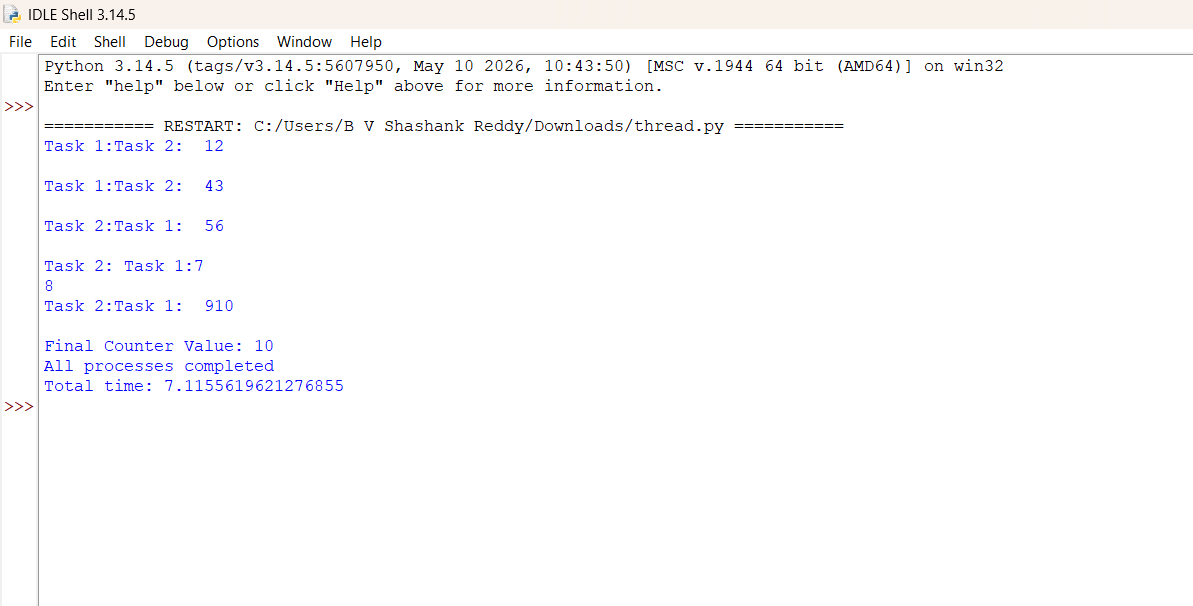 IDLE Shell 3.14.5
File Edit Shell Debug Options Window Help
Python 3.14.5 (tags/v3.14.5:5607950, May 10 2026, 10:43:50) [MSC v.1944 64 bit (AMD64)] on win32
Enter "help" below or click "Help" above for more information.
>>>
=========== RESTART: C:/Users/B V Shashank Reddy/Downloads/thread.py ===========
Task 1:Task 2:  12
Task 1:Task 2:  43
Task 2:Task 1:  56
Task 2: Task 1:7
8
Task 2:Task 1:  910
Final Counter Value: 10
All processes completed
Total time: 7.1155619621276855
>>>